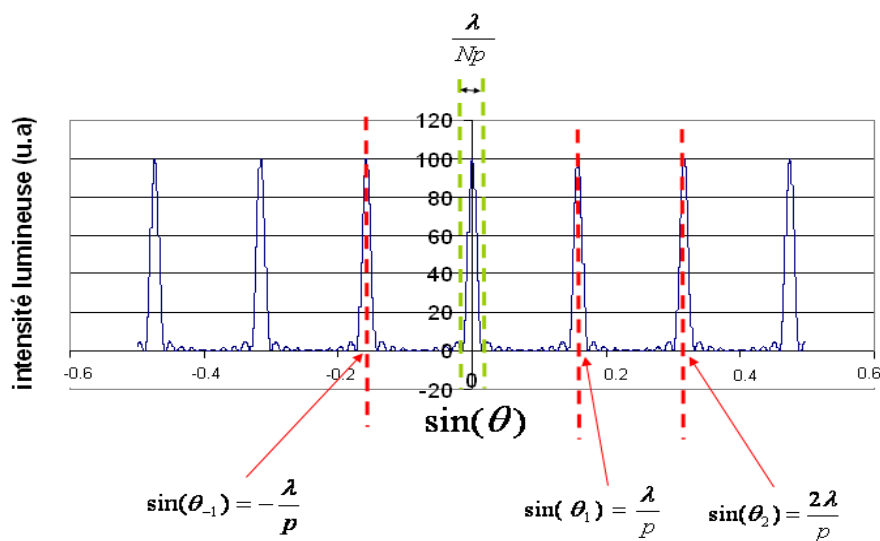 λ/Np
intensité lumineuse (u.a)
120
100
80
60
40
20
0
-20
-0.6 -0.4 -0.2 0 0.2 0.4 0.6
sin(θ)
sin(θ₋₁) = −λ/p
sin( θ₁) = λ/p
sin(θ₂) = 2λ/p